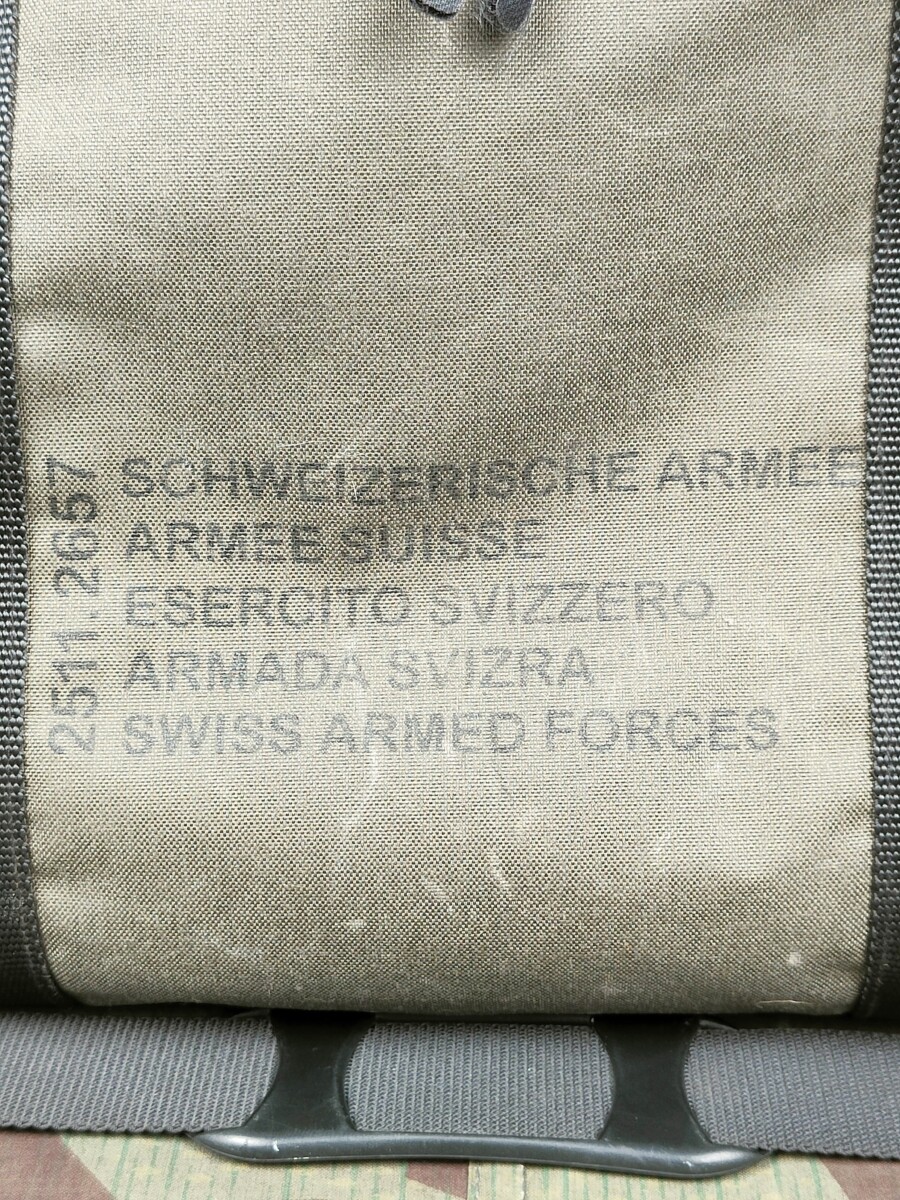 SCHWEIZERISCHE ARMEE
ARMEE SUISSE
ESERCITO SVIZZERO
ARMADA SVIZRA
SWISS ARMED FORCES
2511.2657